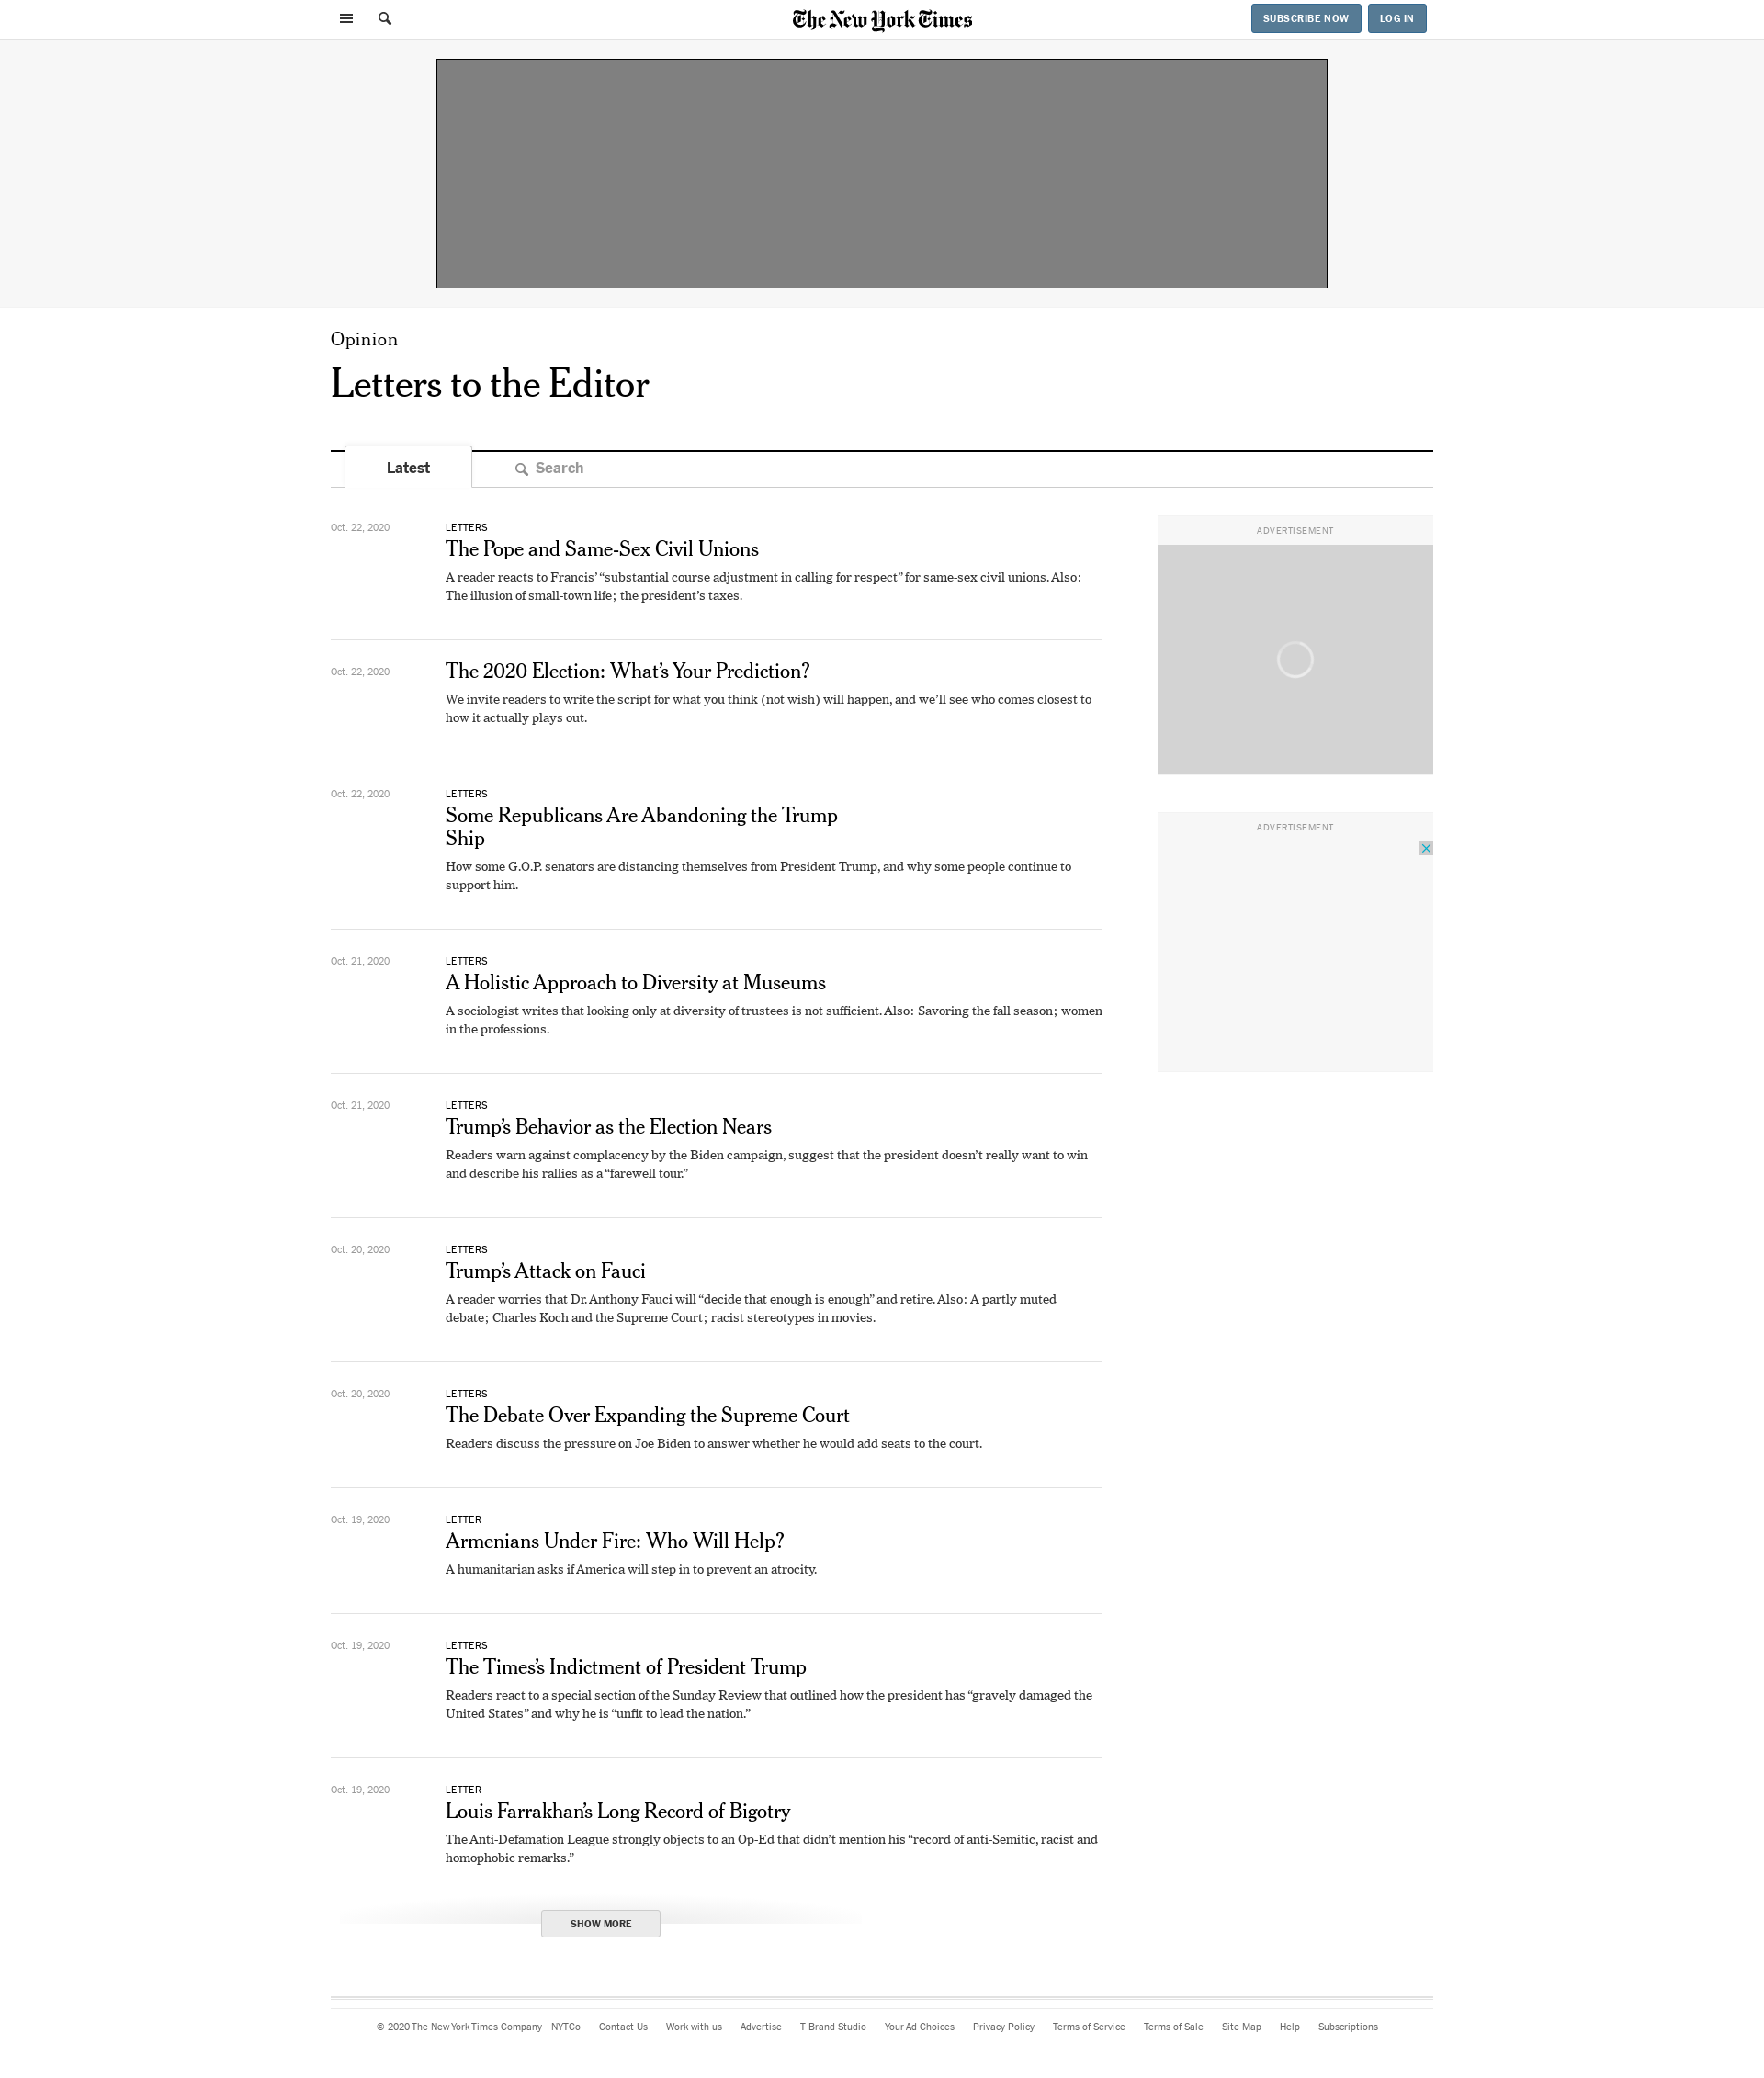 The New York Times
SUBSCRIBE NOW
LOG IN
Opinion
Letters to the Editor
Latest
Search
Oct. 22, 2020
LETTERS
The Pope and Same-Sex Civil Unions
A reader reacts to Francis’ “substantial course adjustment in calling for respect” for same-sex civil unions. Also:
The illusion of small-town life; the president’s taxes.
Oct. 22, 2020
The 2020 Election: What’s Your Prediction?
We invite readers to write the script for what you think (not wish) will happen, and we’ll see who comes closest to
how it actually plays out.
Oct. 22, 2020
LETTERS
Some Republicans Are Abandoning the Trump
Ship
How some G.O.P. senators are distancing themselves from President Trump, and why some people continue to
support him.
Oct. 21, 2020
LETTERS
A Holistic Approach to Diversity at Museums
A sociologist writes that looking only at diversity of trustees is not sufficient. Also: Savoring the fall season; women
in the professions.
Oct. 21, 2020
LETTERS
Trump’s Behavior as the Election Nears
Readers warn against complacency by the Biden campaign, suggest that the president doesn’t really want to win
and describe his rallies as a “farewell tour.”
Oct. 20, 2020
LETTERS
Trump’s Attack on Fauci
A reader worries that Dr. Anthony Fauci will “decide that enough is enough” and retire. Also: A partly muted
debate; Charles Koch and the Supreme Court; racist stereotypes in movies.
Oct. 20, 2020
LETTERS
The Debate Over Expanding the Supreme Court
Readers discuss the pressure on Joe Biden to answer whether he would add seats to the court.
Oct. 19, 2020
LETTER
Armenians Under Fire: Who Will Help?
A humanitarian asks if America will step in to prevent an atrocity.
Oct. 19, 2020
LETTERS
The Times’s Indictment of President Trump
Readers react to a special section of the Sunday Review that outlined how the president has “gravely damaged the
United States” and why he is “unfit to lead the nation.”
Oct. 19, 2020
LETTER
Louis Farrakhan’s Long Record of Bigotry
The Anti-Defamation League strongly objects to an Op-Ed that didn’t mention his “record of anti-Semitic, racist and
homophobic remarks.”
SHOW MORE
ADVERTISEMENT
ADVERTISEMENT
© 2020 The New York Times Company NYTCo Contact Us Work with us Advertise T Brand Studio Your Ad Choices Privacy Policy Terms of Service Terms of Sale Site Map Help Subscriptions